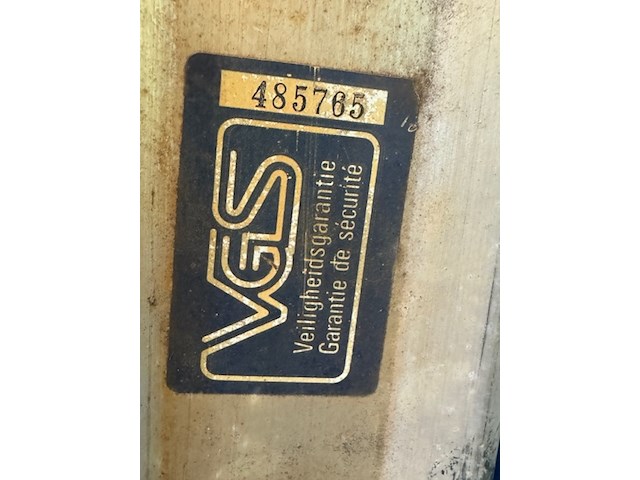 485765
VGS
Veiligheidsgarantie
Garantie de sécurité